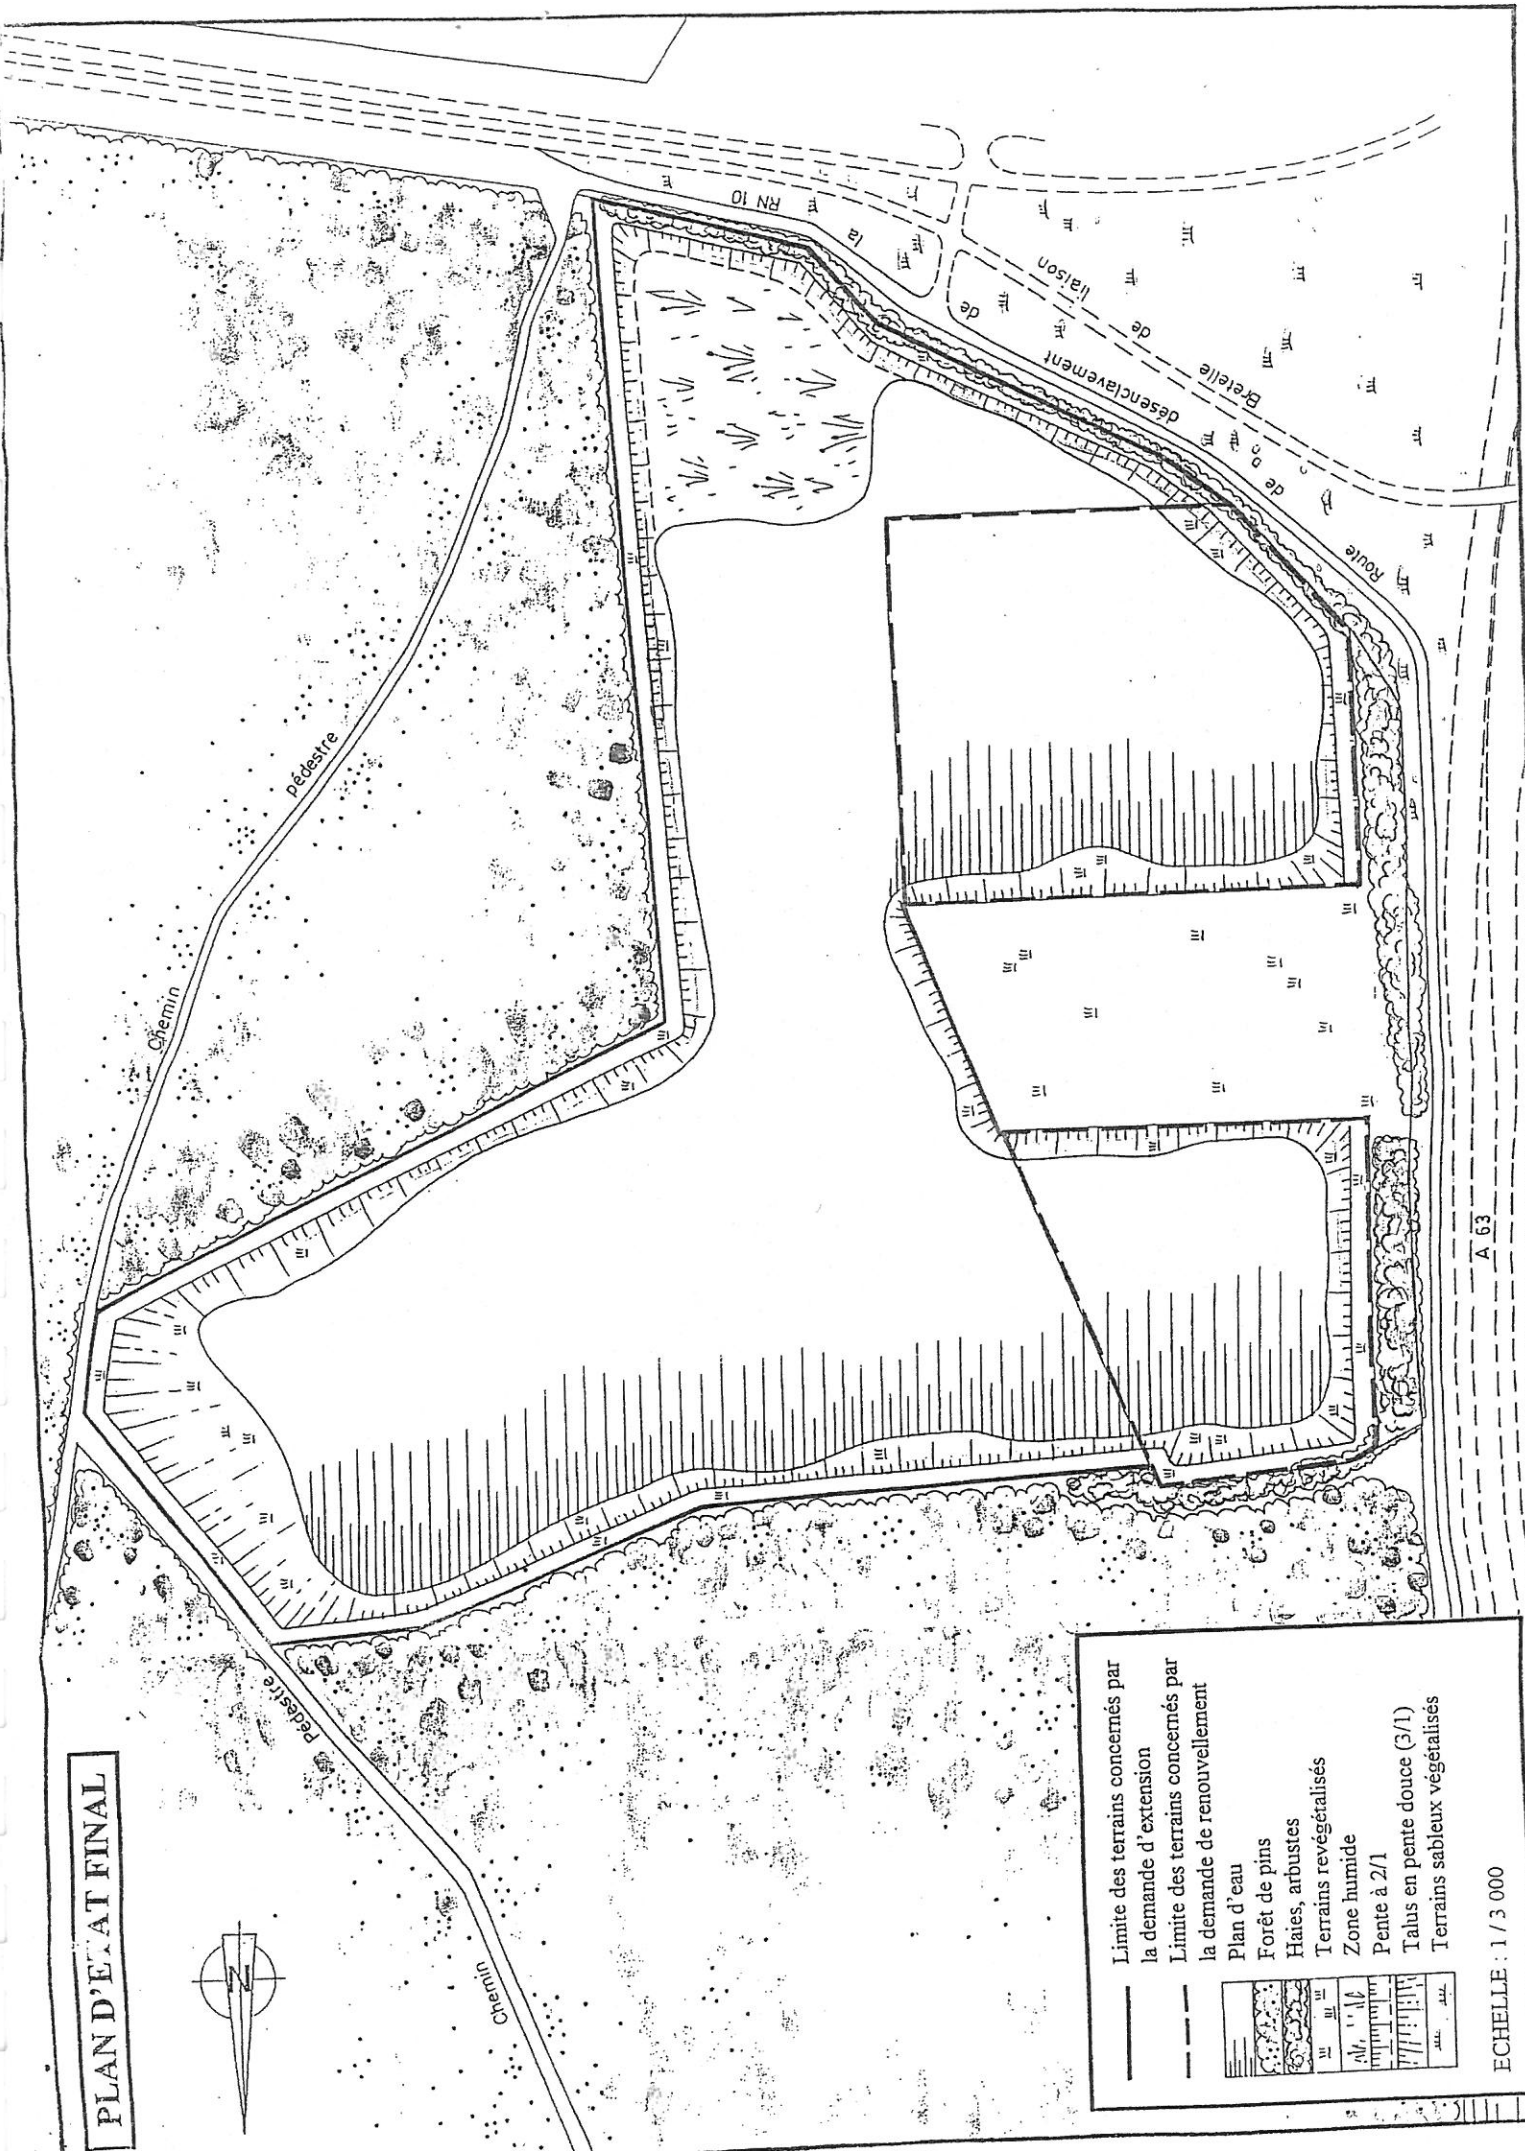 PLAN D'ETAT FINAL
N
Chemin
pédestre
Chemin
Pédestre
RN 10
Route
de
désenclavement
de
la
Bretelle
de
liaison
A 63
Limite des terrains concernés par
la demande d'extension
Limite des terrains concernés par
la demande de renouvellement
Plan d'eau
Forêt de pins
Haies, arbustes
Terrains revégétalisés
Zone humide
Pente à 2/1
Talus en pente douce (3/1)
Terrains sableux végétalisés
ECHELLE : 1 / 3 000